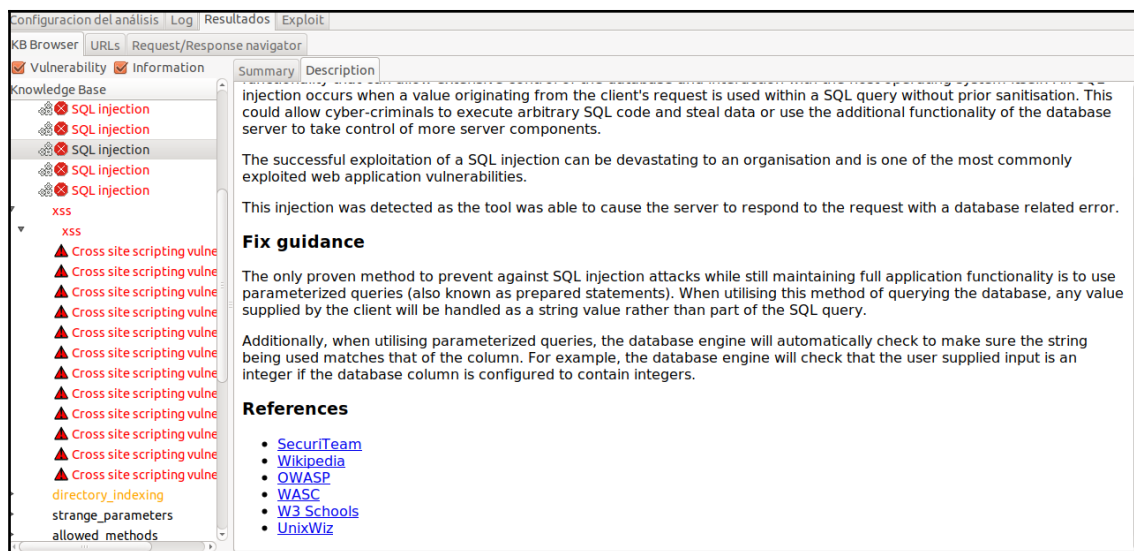 Configuracion del análisis Log Resultados Exploit
KB Browser URLs Request/Response navigator
Vulnerability Information
Knowledge Base
SQL injection
SQL injection
SQL injection
SQL injection
SQL injection
xss
xss
Cross site scripting vulne
Cross site scripting vulne
Cross site scripting vulne
Cross site scripting vulne
Cross site scripting vulne
Cross site scripting vulne
Cross site scripting vulne
Cross site scripting vulne
Cross site scripting vulne
Cross site scripting vulne
Cross site scripting vulne
Cross site scripting vulne
directory_indexing
strange_parameters
allowed_methods
Summary Description
injection occurs when a value originating from the client's request is used within a SQL query without prior sanitisation. This
could allow cyber-criminals to execute arbitrary SQL code and steal data or use the additional functionality of the database
server to take control of more server components.
The successful exploitation of a SQL injection can be devastating to an organisation and is one of the most commonly
exploited web application vulnerabilities.
This injection was detected as the tool was able to cause the server to respond to the request with a database related error.
Fix guidance
The only proven method to prevent against SQL injection attacks while still maintaining full application functionality is to use
parameterized queries (also known as prepared statements). When utilising this method of querying the database, any value
supplied by the client will be handled as a string value rather than part of the SQL query.
Additionally, when utilising parameterized queries, the database engine will automatically check to make sure the string
being used matches that of the column. For example, the database engine will check that the user supplied input is an
integer if the database column is configured to contain integers.
References
SecuriTeam
Wikipedia
OWASP
WASC
W3 Schools
UnixWiz